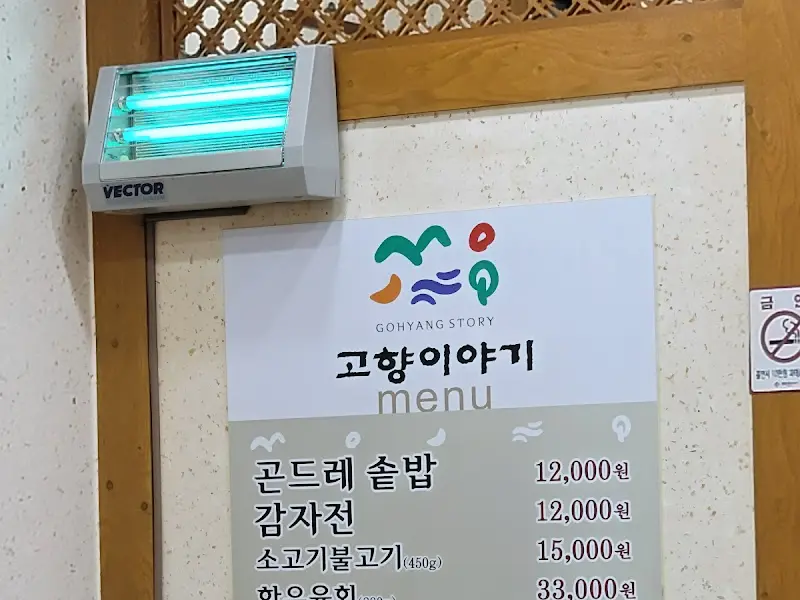 VECTOR
GOHYANG STORY
고향이야기
menu
곤드레 솥밥 12,000원
감자전 12,000원
소고기불고기(450g) 15,000원
33,000원
금